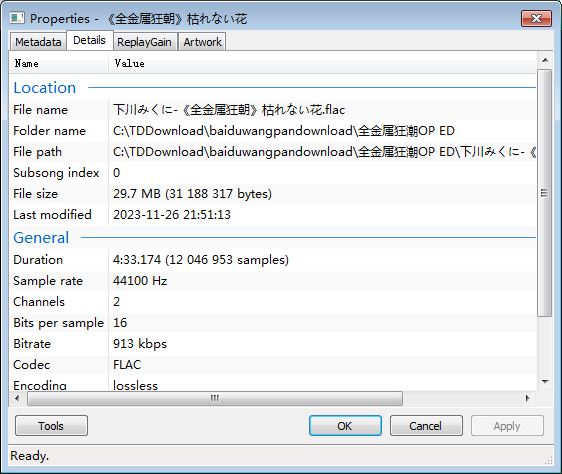 Properties - 《全金属狂朝》枯れない花
Metadata Details ReplayGain Artwork
Name Value
Location
File name 下川みくに-《全金属狂朝》枯れない花.flac
Folder name C:\TDDownload\baiduwangpandownload\全金属狂潮OP ED
File path C:\TDDownload\baiduwangpandownload\全金属狂潮OP ED\下川みくに-《
Subsong index 0
File size 29.7 MB (31 188 317 bytes)
Last modified 2023-11-26 21:51:13
General
Duration 4:33.174 (12 046 953 samples)
Sample rate 44100 Hz
Channels 2
Bits per sample 16
Bitrate 913 kbps
Codec FLAC
Encoding lossless
Tools OK Cancel Apply
Ready.